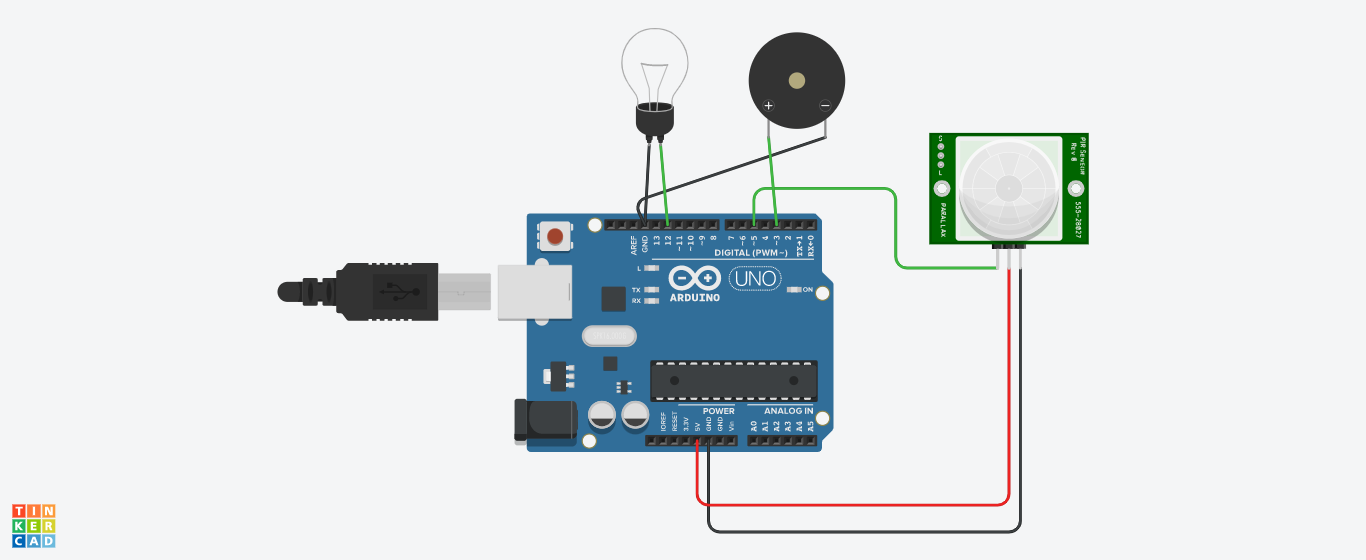 + −
PIR Sensor
Rev B
555-28027
PARALLAX
AREF GND 13 12 ~11 ~10 ~9 8 7 ~6 ~5 4 ~3 2 TX→1 RX←0
DIGITAL (PWM~)
L
TX
RX
ARDUINO
UNO
ON
POWER
ANALOG IN
IOREF RESET 3.3V 5V GND GND Vin A0 A1 A2 A3 A4 A5
TIN
KER
CAD